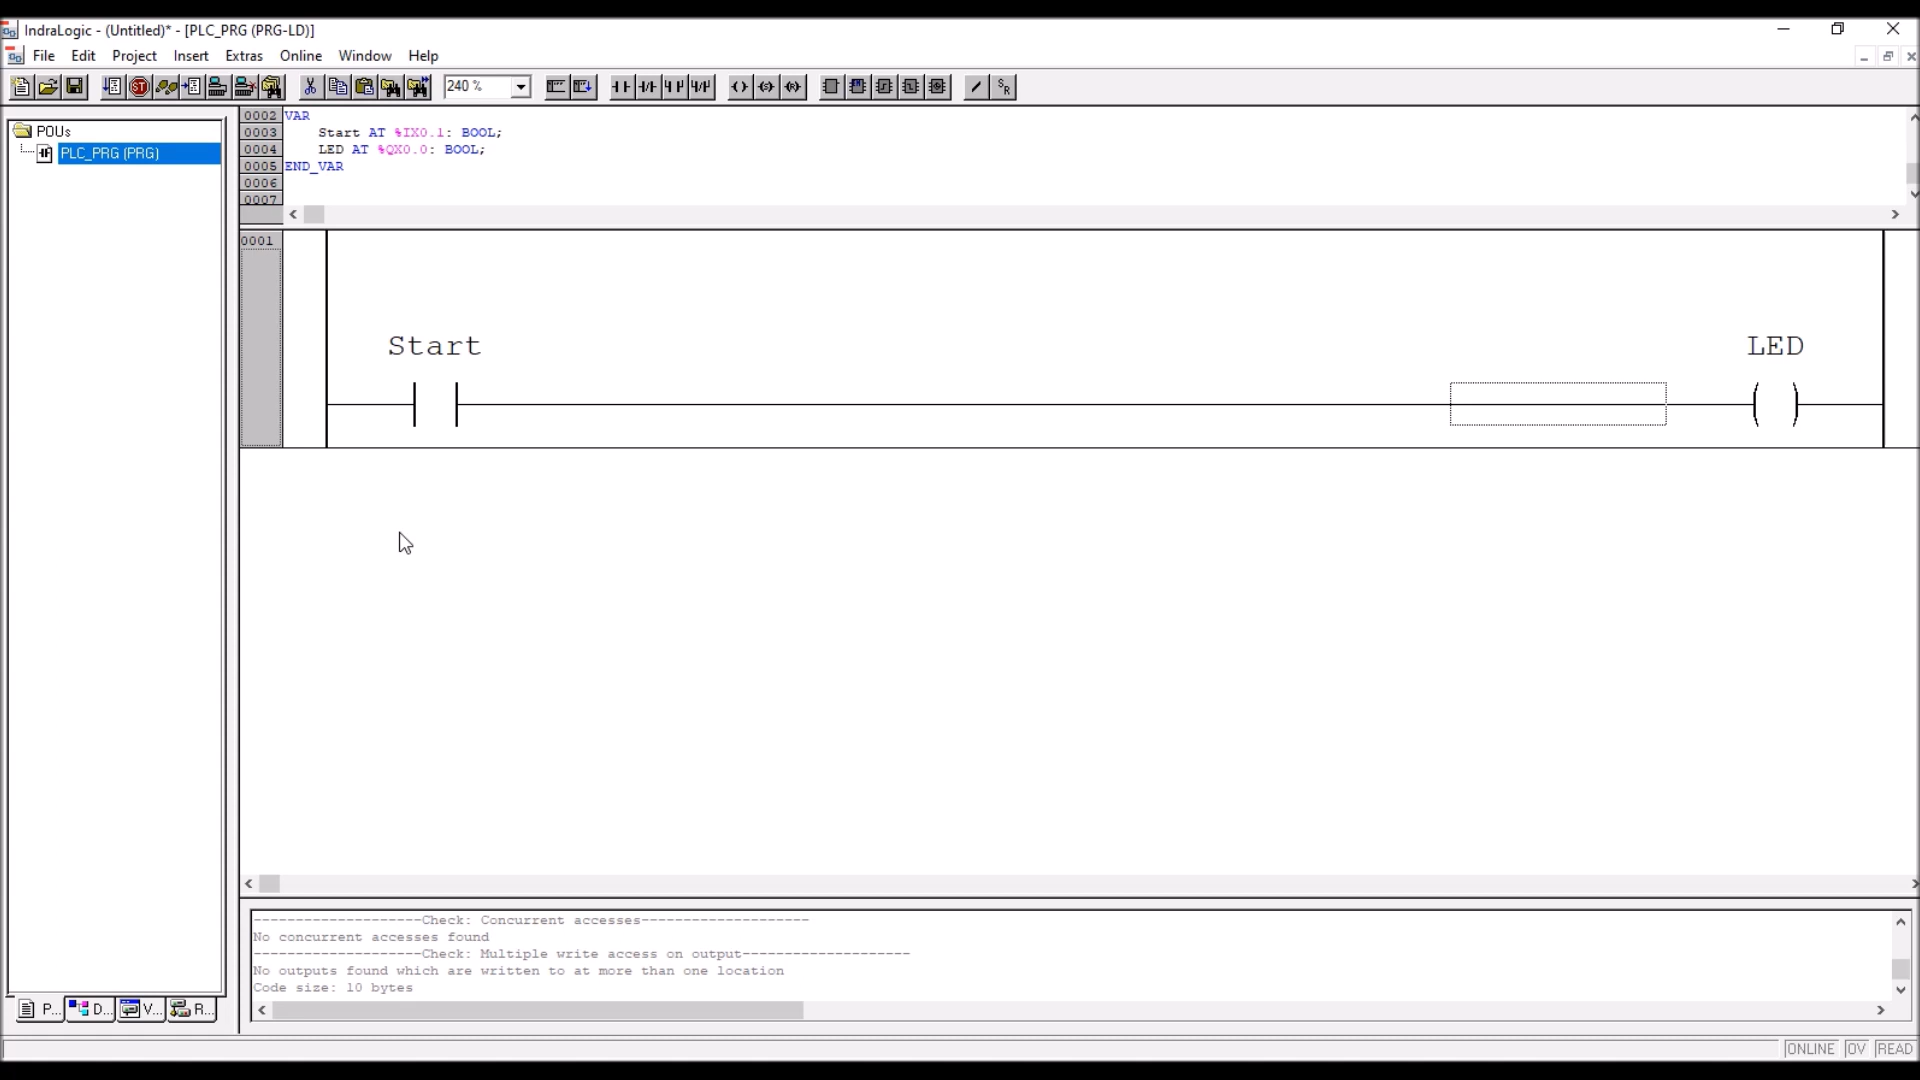 IndraLogic - (Untitled)* - [PLC_PRG (PRG-LD)]
File Edit Project Insert Extras Online Window Help
240 %
POUs
PLC_PRG (PRG)
0002 VAR
0003 Start AT %IX0.1: BOOL;
0004 LED AT %QX0.0: BOOL;
0005 END_VAR
0006
0007
0001
Start LED
--------------------Check: Concurrent accesses--------------------
No concurrent accesses found
--------------------Check: Multiple write access on output--------------------
No outputs found which are written to at more than one location
Code size: 10 bytes
P... D... V... R...
ONLINE OV READ